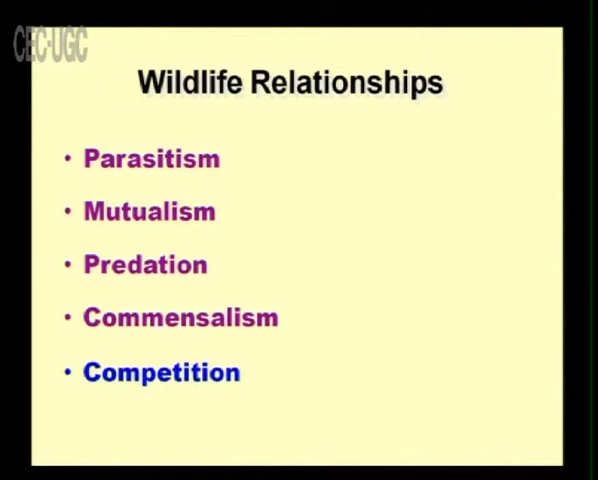 CEC-UGC
Wildlife Relationships
• Parasitism
• Mutualism
• Predation
• Commensalism
• Competition